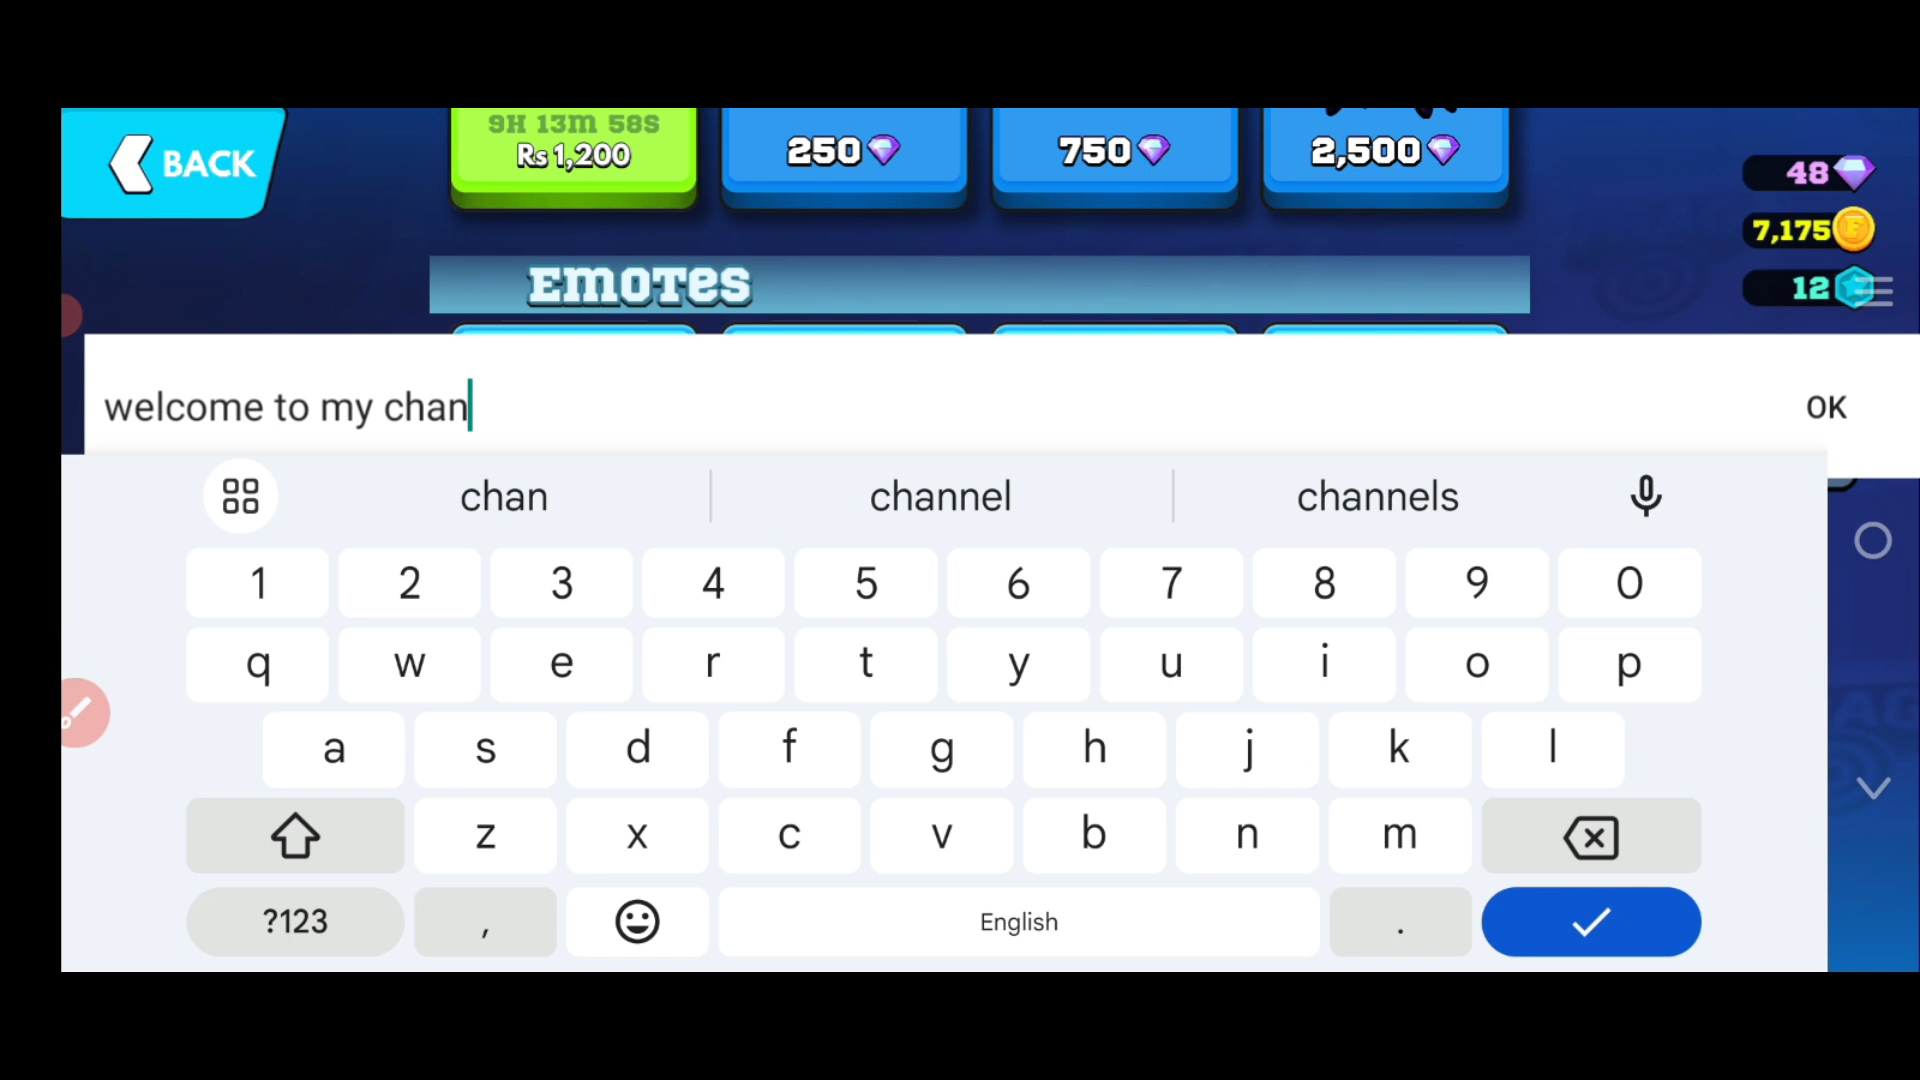 9H 13m 58s
Rs 1,200
250
750
2,500
BACK
48
7,175
12
Emotes
welcome to my chan
OK
chan channel channels
1 2 3 4 5 6 7 8 9 0
q w e r t y u i o p
a s d f g h j k l
z x c v b n m
?123 , English .